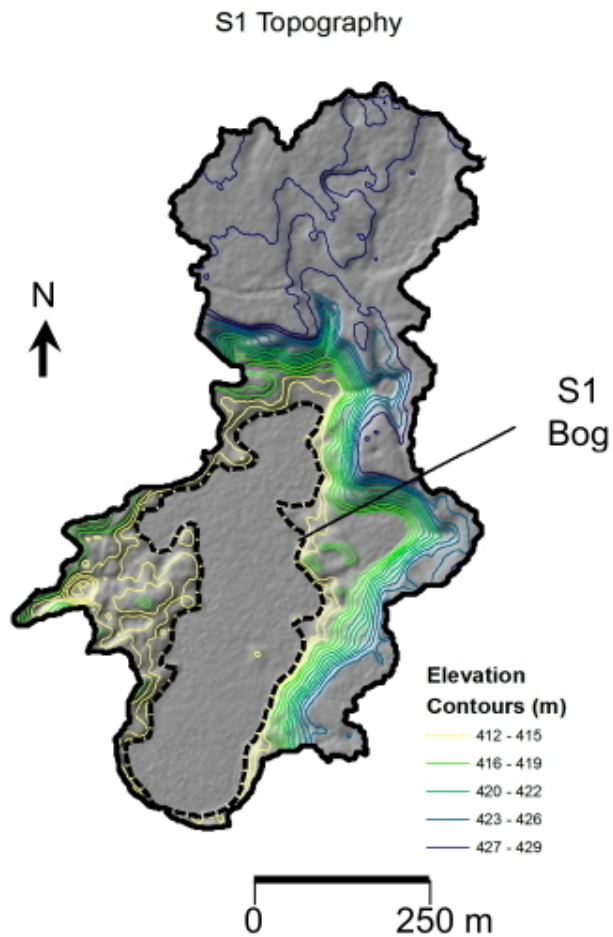 S1 Topography
N
S1
Bog
Elevation
Contours (m)
412 - 415
416 - 419
420 - 422
423 - 426
427 - 429
0 250 m